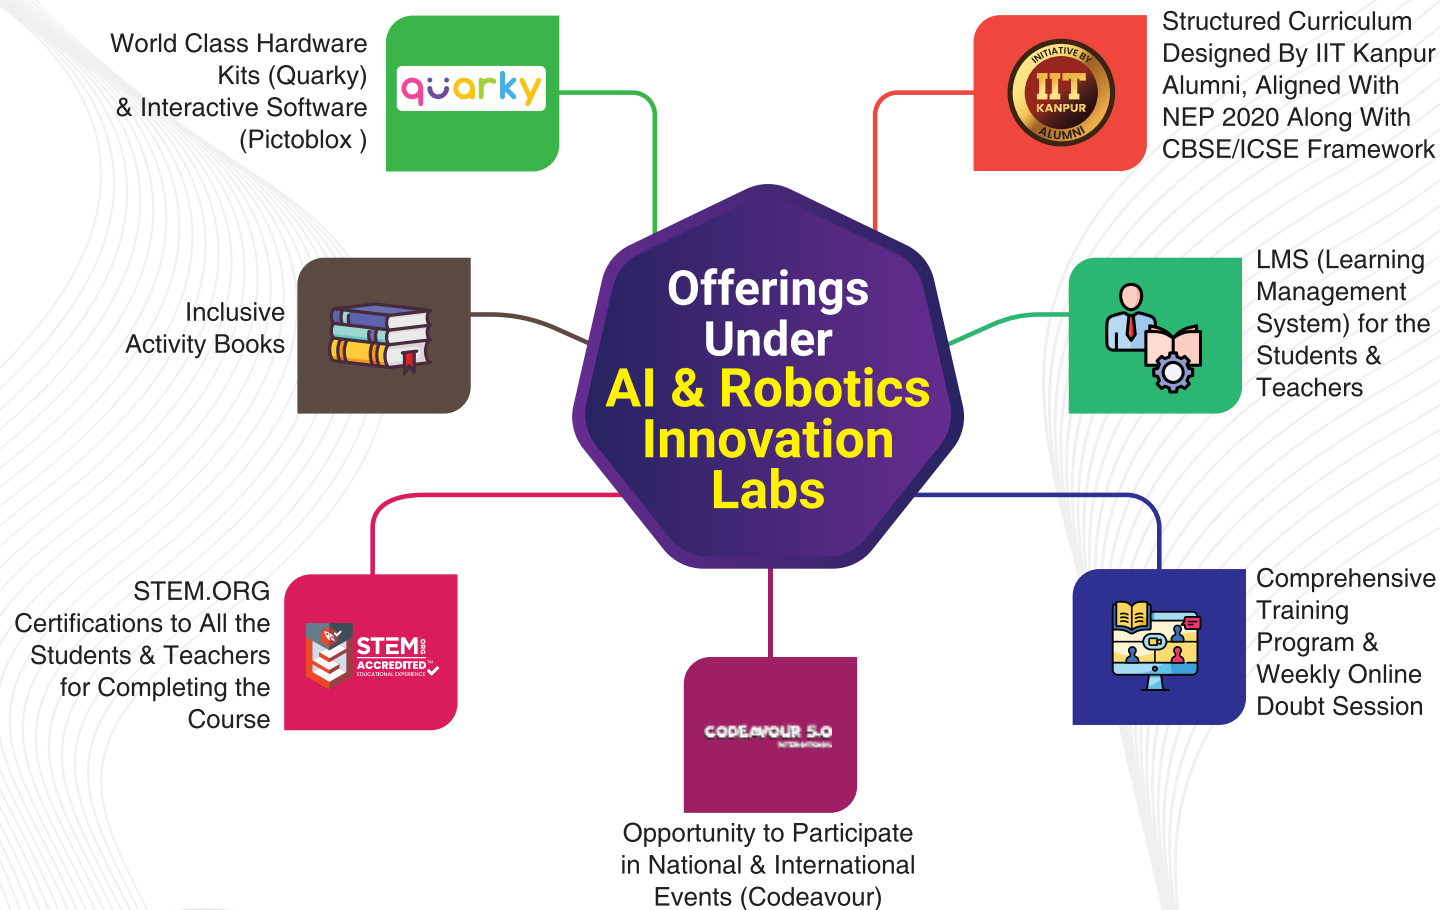 World Class Hardware
Kits (Quarky)
& Interactive Software
(Pictoblox )
quarky
INITIATIVE BY
IIT
KANPUR
ALUMNI
Structured Curriculum
Designed By IIT Kanpur
Alumni, Aligned With
NEP 2020 Along With
CBSE/ICSE Framework
Offerings
Under
AI & Robotics
Innovation
Labs
Inclusive
Activity Books
LMS (Learning
Management
System) for the
Students &
Teachers
STEM.ORG
Certifications to All the
Students & Teachers
for Completing the
Course
STEM.ORG
ACCREDITED
EDUCATIONAL EXPERIENCE
CODEAVOUR 5.0
INTERNATIONAL
Opportunity to Participate
in National & International
Events (Codeavour)
Comprehensive
Training
Program &
Weekly Online
Doubt Session